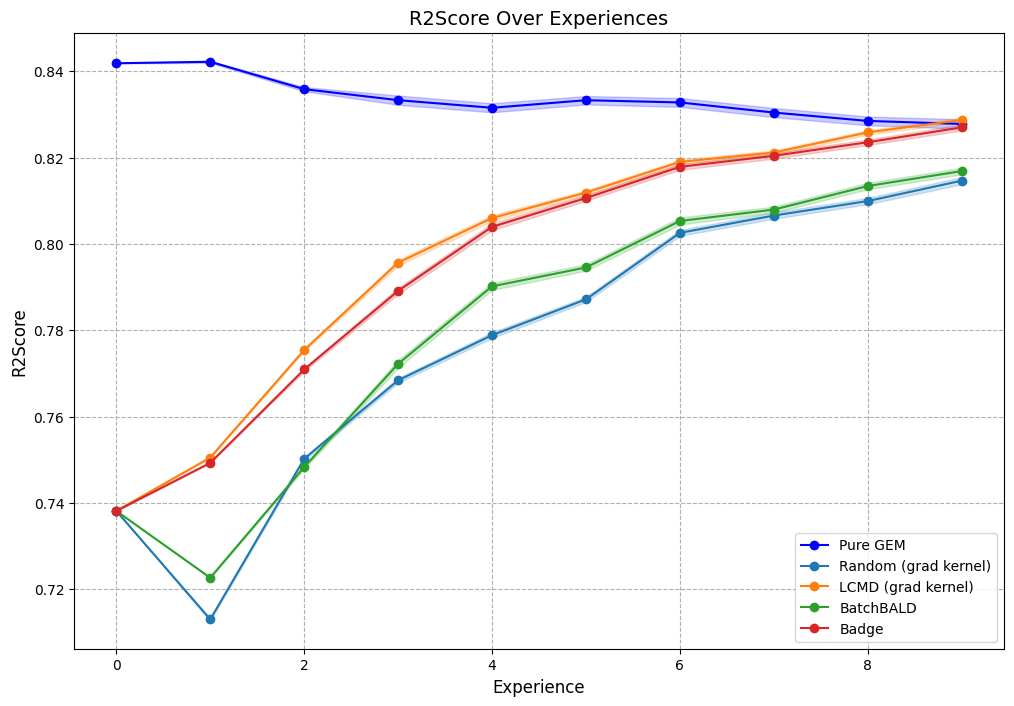 R2Score Over Experiences
R2Score
0.84
0.82
0.80
0.78
0.76
0.74
0.72
0
2
4
6
8
Experience
Pure GEM
Random (grad kernel)
LCMD (grad kernel)
BatchBALD
Badge